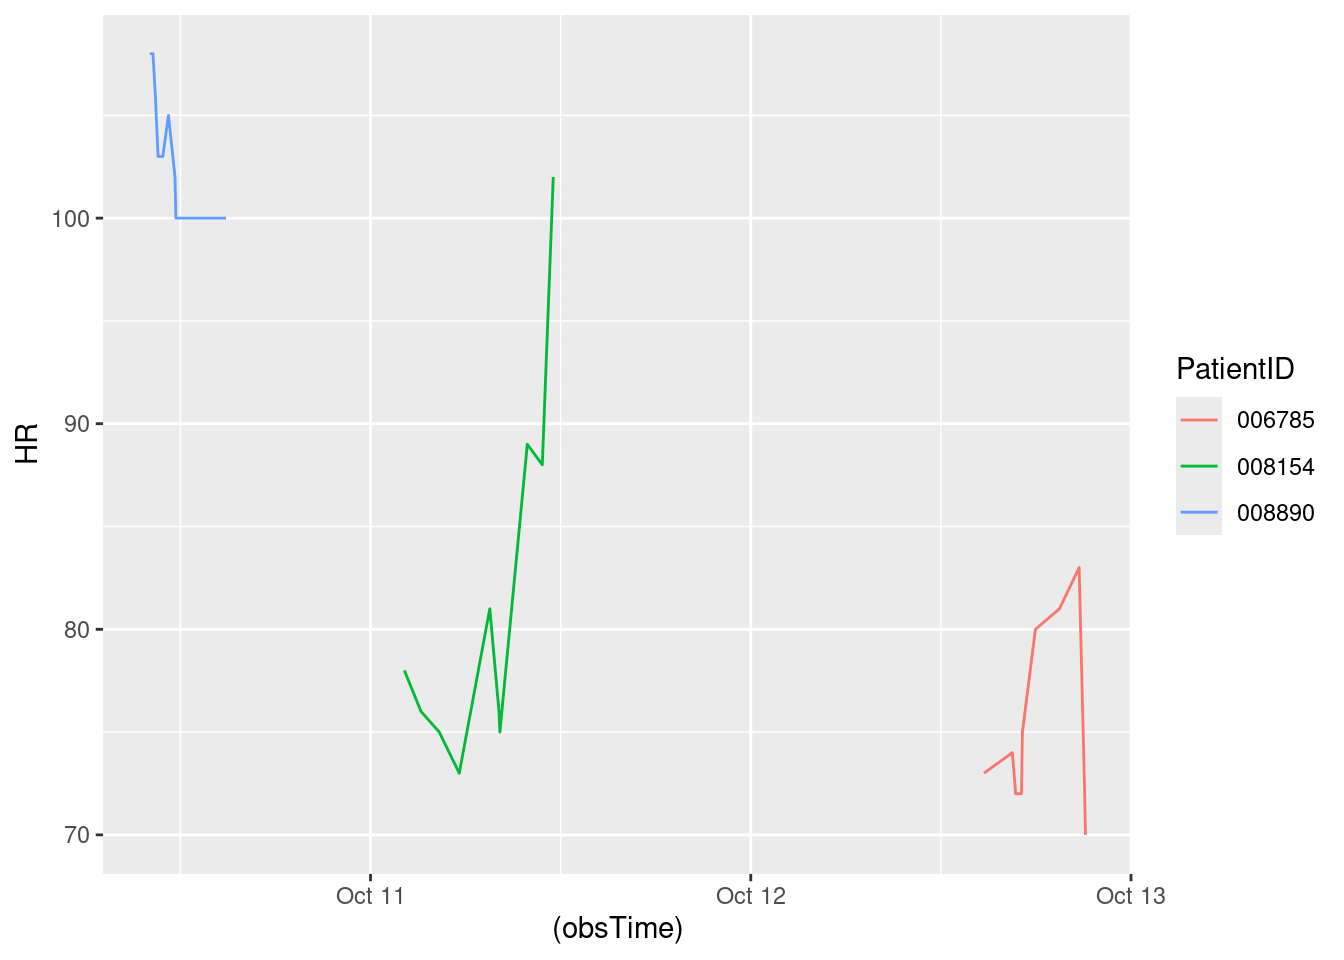 HR
100
90
80
70
Oct 11
Oct 12
Oct 13
(obsTime)
PatientID
006785
008154
008890